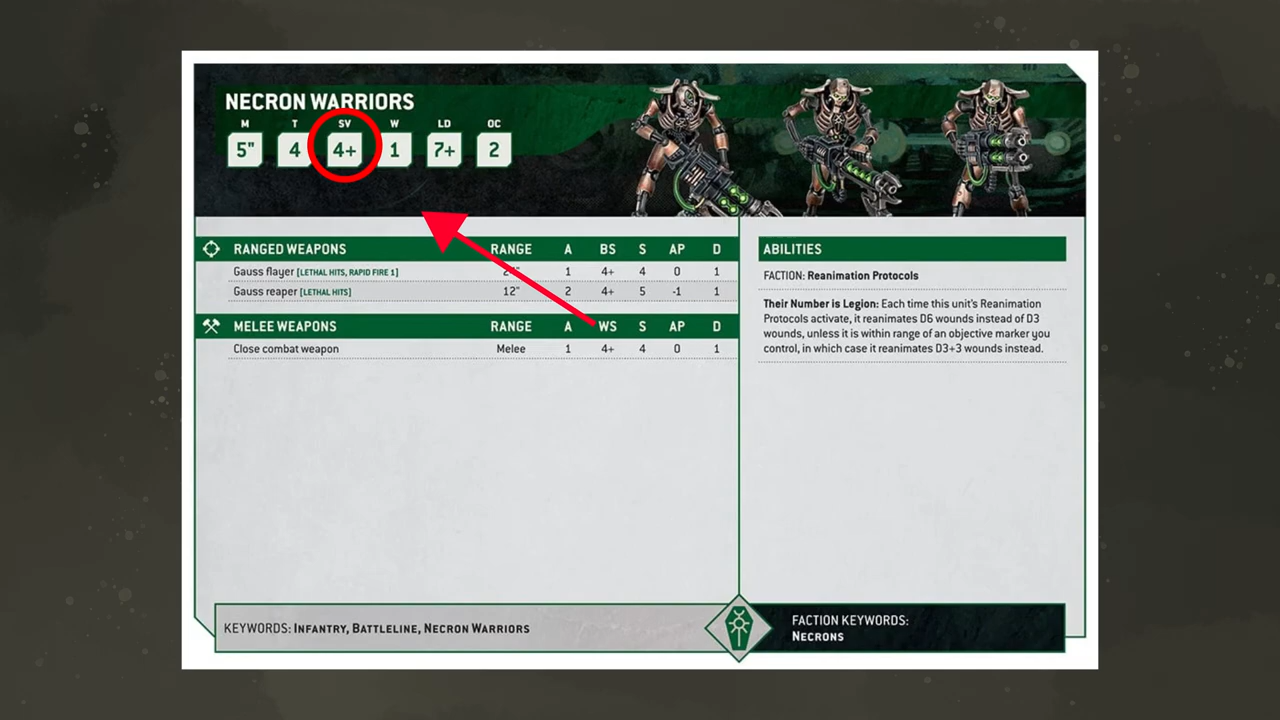 NECRON WARRIORS
M T SV W LD OC
5" 4 4+ 1 7+ 2
RANGED WEAPONS RANGE A BS S AP D
Gauss flayer [LETHAL HITS, RAPID FIRE 1] 1 4+ 4 0 1
Gauss reaper [LETHAL HITS] 12" 2 4+ 5 -1 1
MELEE WEAPONS RANGE A WS S AP D
Close combat weapon Melee 1 4+ 4 0 1
ABILITIES
FACTION: Reanimation Protocols
Their Number is Legion: Each time this unit's Reanimation
Protocols activate, it reanimates D6 wounds instead of D3
wounds, unless it is within range of an objective marker you
control, in which case it reanimates D3+3 wounds instead.
KEYWORDS: INFANTRY, BATTLELINE, NECRON WARRIORS
FACTION KEYWORDS:
NECRONS